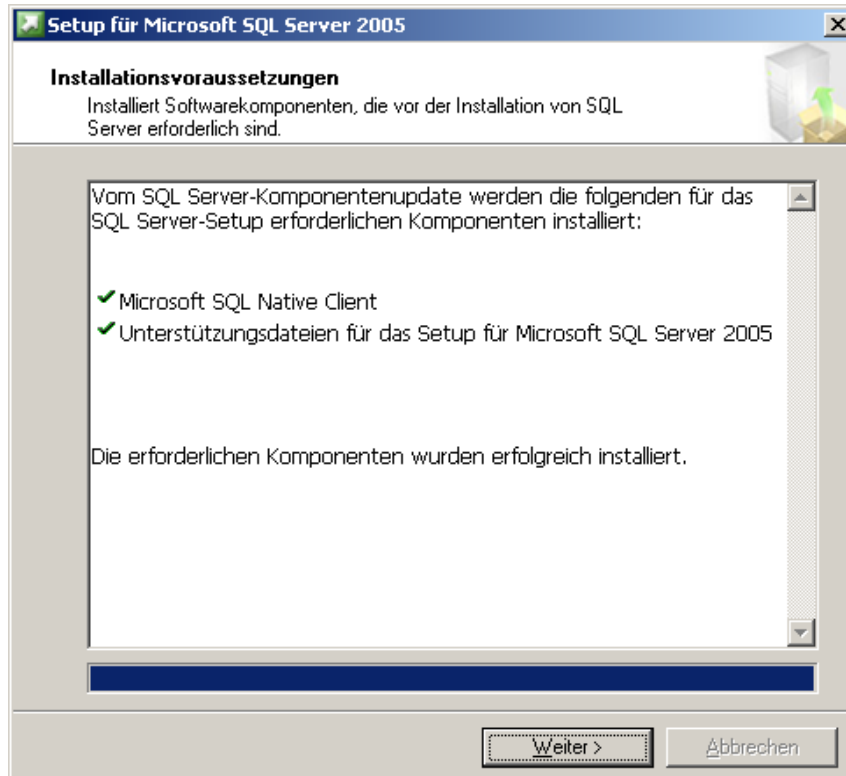 Setup für Microsoft SQL Server 2005
Installationsvoraussetzungen
Installiert Softwarekomponenten, die vor der Installation von SQL
Server erforderlich sind.
Vom SQL Server-Komponentenupdate werden die folgenden für das
SQL Server-Setup erforderlichen Komponenten installiert:
Microsoft SQL Native Client
Unterstützungsdateien für das Setup für Microsoft SQL Server 2005
Die erforderlichen Komponenten wurden erfolgreich installiert.
Weiter >
Abbrechen